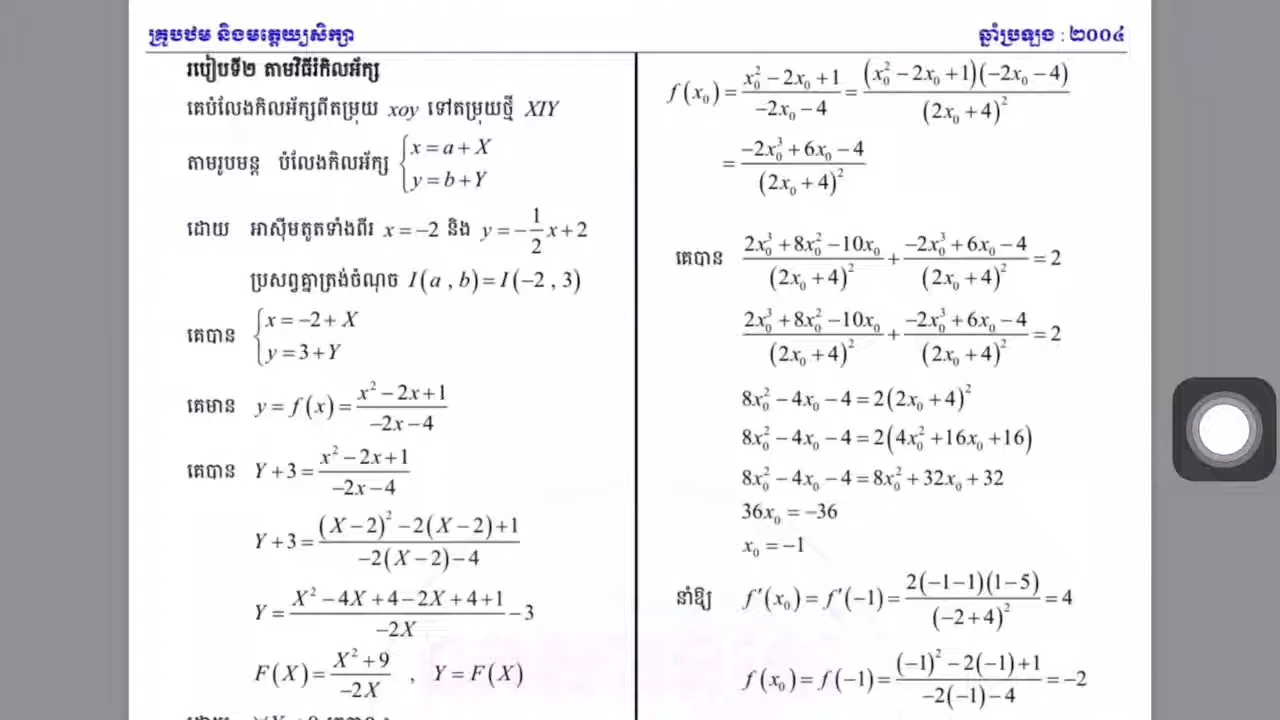 គ្រូបឋម និងមត្តេយ្យសិក្សា
ឆ្នាំប្រឡង : ២០០៤
របៀបទី២ តាមវិធីរំកិលអ័ក្ស
គេបំលែងកិលអ័ក្សពីតម្រុយ xoy ទៅតម្រុយថ្មី XIY
តាមរូបមន្ត បំលែងកិលអ័ក្ស { x = a + X
y = b + Y
ដោយ អាស៊ីមតូតទាំងពីរ x = −2 និង y = −1/2 x + 2
ប្រសព្វគ្នាត្រង់ចំណុច I(a , b) = I(−2 , 3)
គេបាន { x = −2 + X
y = 3 + Y
គេមាន y = f(x) = (x² − 2x + 1)/(−2x − 4)
គេបាន Y + 3 = (x² − 2x + 1)/(−2x − 4)
Y + 3 = ((X − 2)² − 2(X − 2) + 1)/(−2(X − 2) − 4)
Y = (X² − 4X + 4 − 2X + 4 + 1)/(−2X) − 3
F(X) = (X² + 9)/(−2X) , Y = F(X)
f(x₀) = (x₀² − 2x₀ + 1)/(−2x₀ − 4) = ((x₀² − 2x₀ + 1)(−2x₀ − 4))/(2x₀ + 4)²
= (−2x₀³ + 6x₀ − 4)/(2x₀ + 4)²
គេបាន (2x₀³ + 8x₀² − 10x₀)/(2x₀ + 4)² + (−2x₀³ + 6x₀ − 4)/(2x₀ + 4)² = 2
(2x₀³ + 8x₀² − 10x₀)/(2x₀ + 4)² + (−2x₀³ + 6x₀ − 4)/(2x₀ + 4)² = 2
8x₀² − 4x₀ − 4 = 2(2x₀ + 4)²
8x₀² − 4x₀ − 4 = 2(4x₀² + 16x₀ + 16)
8x₀² − 4x₀ − 4 = 8x₀² + 32x₀ + 32
36x₀ = −36
x₀ = −1
នាំឱ្យ f′(x₀) = f′(−1) = (2(−1 − 1)(1 − 5))/(−2 + 4)² = 4
f(x₀) = f(−1) = ((−1)² − 2(−1) + 1)/(−2(−1) − 4) = −2